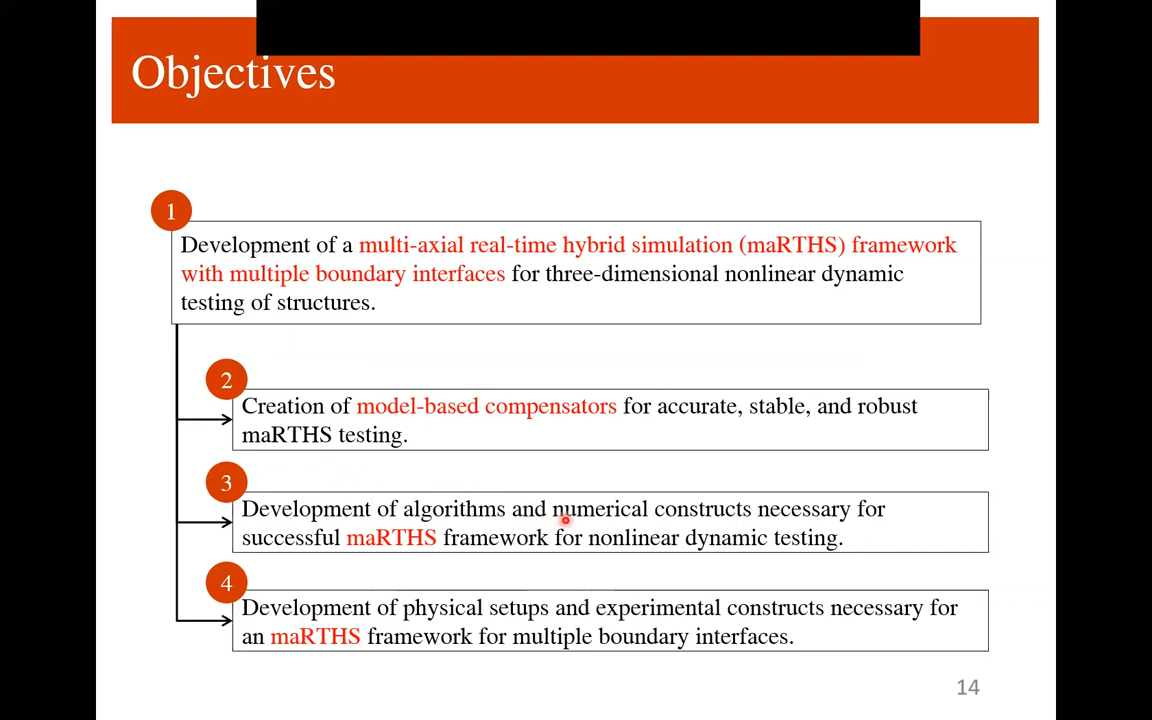 Objectives
1
Development of a multi-axial real-time hybrid simulation (maRTHS) framework
with multiple boundary interfaces for three-dimensional nonlinear dynamic
testing of structures.
2
Creation of model-based compensators for accurate, stable, and robust
maRTHS testing.
3
Development of algorithms and numerical constructs necessary for
successful maRTHS framework for nonlinear dynamic testing.
4
Development of physical setups and experimental constructs necessary for
an maRTHS framework for multiple boundary interfaces.
14